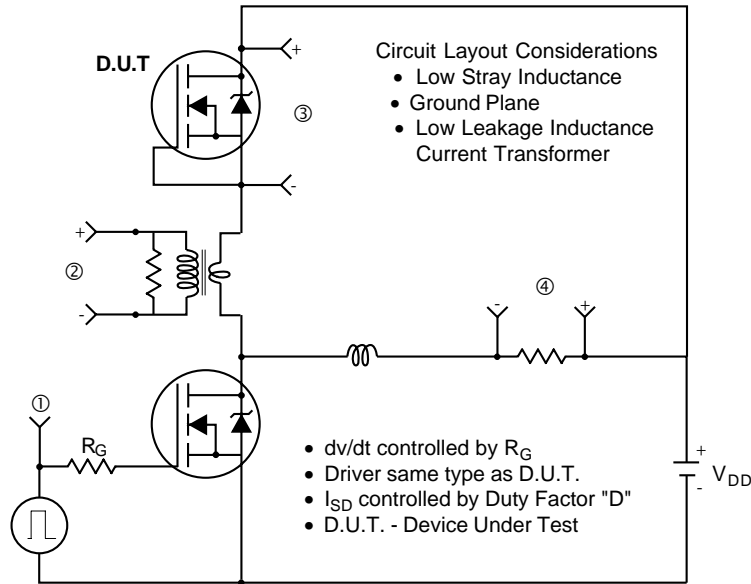 D.U.T
+
③
-
Circuit Layout Considerations
• Low Stray Inductance
• Ground Plane
• Low Leakage Inductance
Current Transformer
+
②
-
④
- +
①
R_G
• dv/dt controlled by R_G
• Driver same type as D.U.T.
• I_SD controlled by Duty Factor "D"
• D.U.T. - Device Under Test
+
V_DD
-